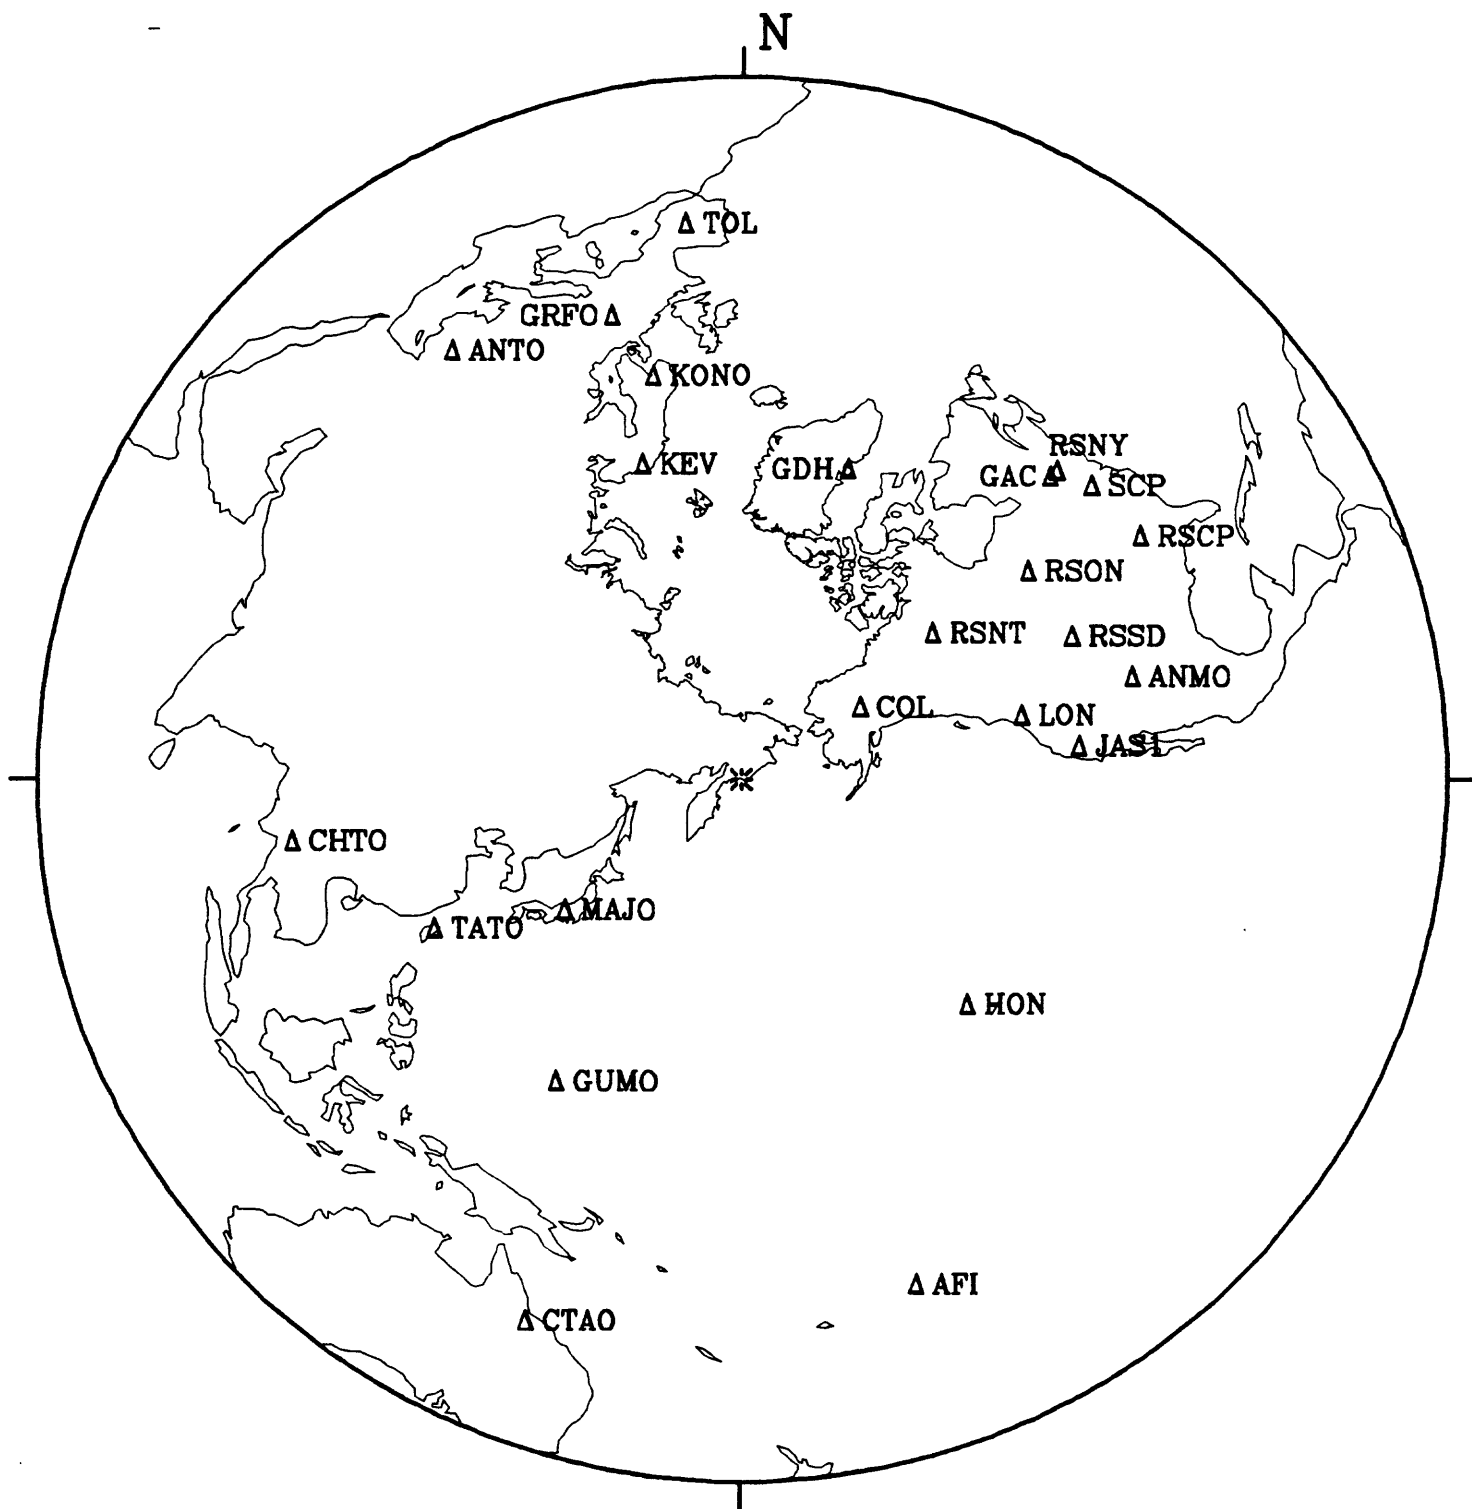 N
TOL
GRFO
ANTO
KONO
RSNY
KEV
GDH
GAC
SCP
RSCP
RSON
RSNT
RSSD
ANMO
COL
LON
JAS1
CHTO
MAJO
TATO
HON
GUMO
AFI
CTAO